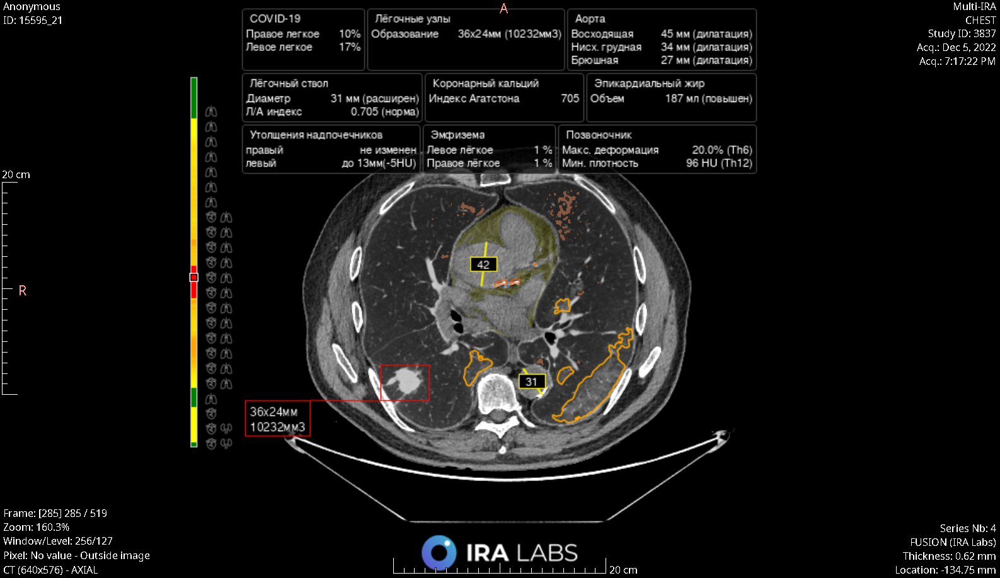 Anonymous
ID: 15595_21
A
Multi-IRA
CHEST
Study ID: 3837
Acq.: Dec 5, 2022
Acq.: 7:17:22 PM
COVID-19
Правое легкое 10%
Левое легкое 17%
Лёгочные узлы
Образование 36x24мм (10232мм3)
Аорта
Восходящая 45 мм (дилатация)
Нисх. грудная 34 мм (дилатация)
Брюшная 27 мм (дилатация)
Лёгочный ствол
Диаметр 31 мм (расширен)
Л/А индекс 0.705 (норма)
Коронарный кальций
Индекс Агатстона 705
Эпикардиальный жир
Объем 187 мл (повышен)
Утолщения надпочечников
правый не изменен
левый до 13мм(-5HU)
Эмфизема
Левое лёгкое 1 %
Правое лёгкое 1 %
Позвоночник
Макс. деформация 20.0% (Th6)
Мин. плотность 96 HU (Th12)
20 cm
R
42
31
36x24мм
10232мм3
Frame: [285] 285 / 519
Zoom: 160.3%
Window/Level: 256/127
Pixel: No value - Outside image
CT (640x576) - AXIAL
IRA LABS
20 cm
Series Nb: 4
FUSION (IRA Labs)
Thickness: 0.62 mm
Location: -134.75 mm